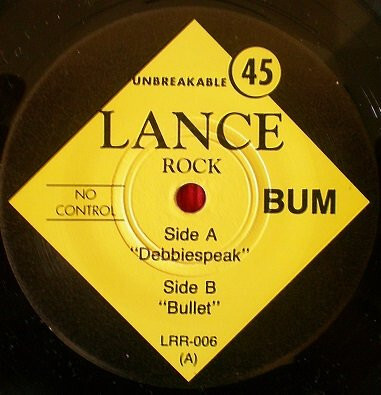 UNBREAKABLE 45
LANCE
ROCK
NO
CONTROL
BUM
Side A
"Debbiespeak"
Side B
"Bullet"
LRR-006
(A)